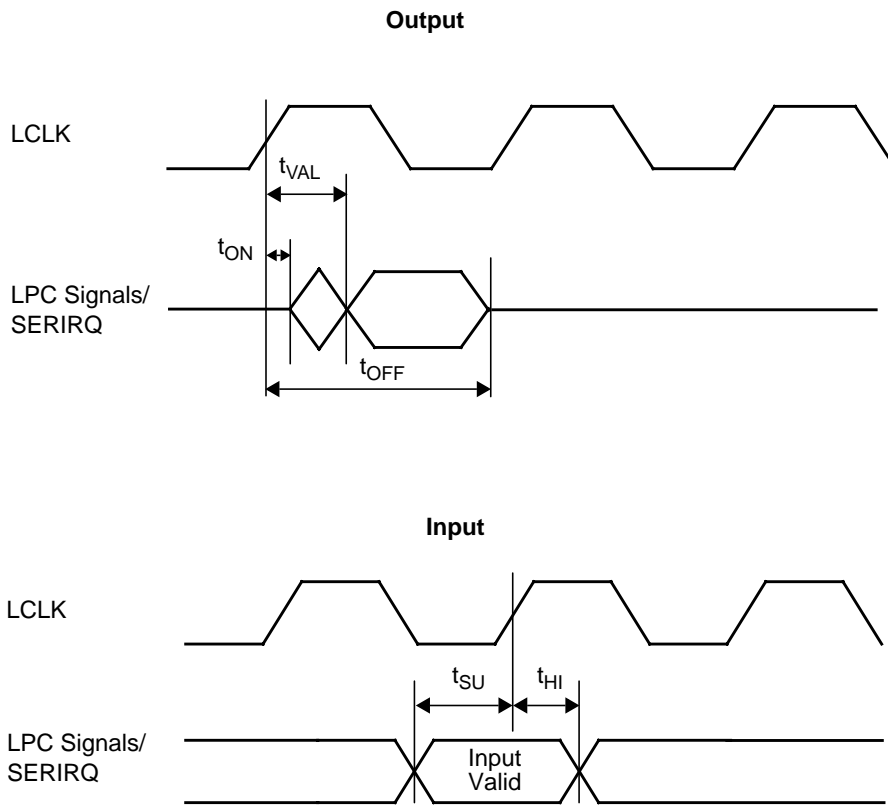 Output
LCLK
tVAL
tON
LPC Signals/
SERIRQ
tOFF
Input
LCLK
tSU
tHI
LPC Signals/
SERIRQ
Input
Valid